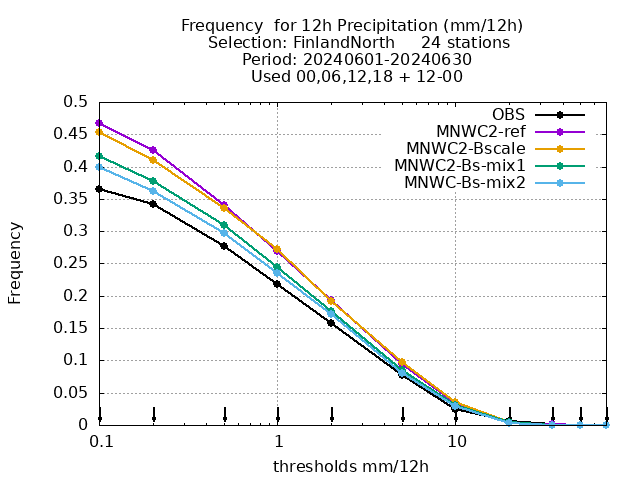 Frequency  for 12h Precipitation (mm/12h)
Selection: FinlandNorth     24 stations
Period: 20240601-20240630
Used 00,06,12,18 + 12-00
OBS
MNWC2-ref
MNWC2-Bscale
MNWC2-Bs-mix1
MNWC-Bs-mix2
Frequency
0.5
0.45
0.4
0.35
0.3
0.25
0.2
0.15
0.1
0.05
0
0.1 1 10
thresholds mm/12h